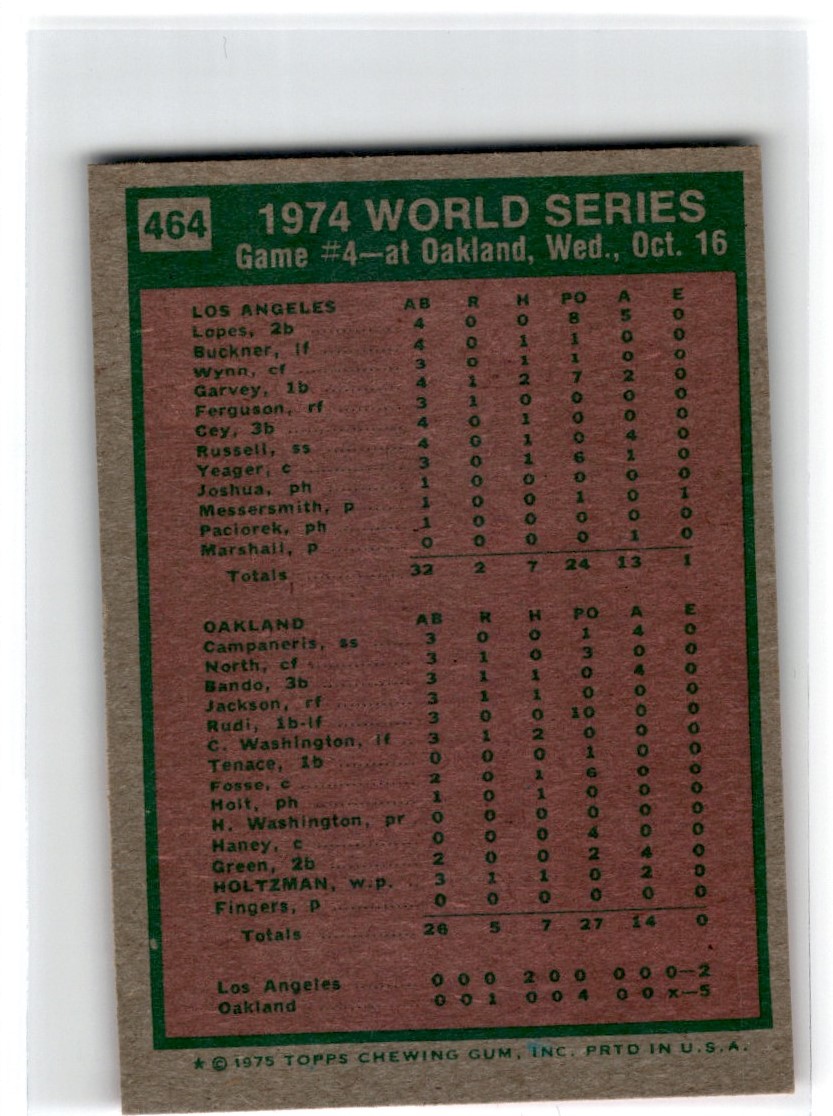 464
1974 WORLD SERIES
Game #4—at Oakland, Wed., Oct. 16
LOS ANGELES AB R H PO A E
Lopes, 2b 4 0 0 8 5 0
Buckner, lf 4 0 1 1 0 0
Wynn, cf 3 0 1 1 0 0
Garvey, 1b 4 1 2 7 2 0
Ferguson, rf 3 1 0 0 0 0
Cey, 3b 4 0 1 0 0 0
Russell, ss 4 0 1 0 4 0
Yeager, c 3 0 1 6 1 0
Joshua, ph 1 0 0 0 0 0
Messersmith, p 1 0 0 1 0 1
Paciorek, ph 1 0 0 0 0 0
Marshall, p 0 0 0 0 1 0
Totals 32 2 7 24 13 1
OAKLAND AB R H PO A E
Campaneris, ss 3 0 0 1 4 0
North, cf 3 1 0 3 0 0
Bando, 3b 3 1 1 0 4 0
Jackson, rf 3 1 1 0 0 0
Rudi, 1b-lf 3 0 0 10 0 0
C. Washington, lf 3 1 2 0 0 0
Tenace, 1b 0 0 0 1 0 0
Fosse, c 2 0 1 6 0 0
Holt, ph 1 0 1 0 0 0
H. Washington, pr 0 0 0 0 0 0
Haney, c 0 0 0 4 0 0
Green, 2b 2 0 0 2 4 0
HOLTZMAN, w.p. 3 1 1 0 2 0
Fingers, p 0 0 0 0 0 0
Totals 26 5 7 27 14 0
Los Angeles 0 0 0 2 0 0 0 0 0—2
Oakland 0 0 1 0 0 4 0 0 x—5
★ © 1975 TOPPS CHEWING GUM, INC. PRTD IN U.S.A.